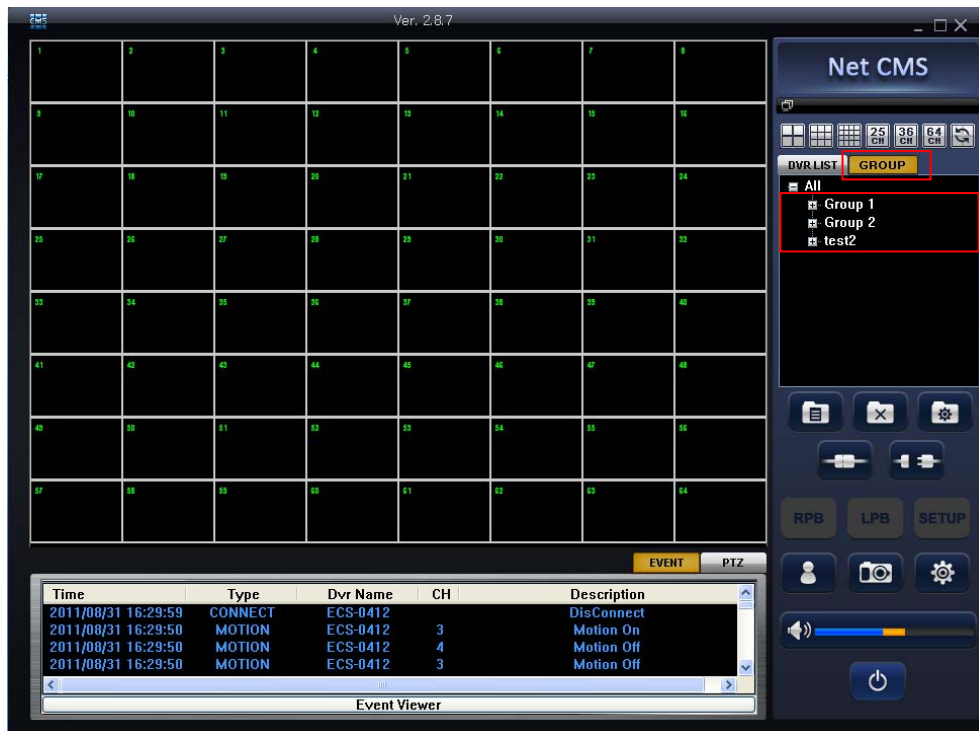 CMS
Ver. 2.8.7
Net CMS
25 CH 36 CH 64 CH
DVR LIST GROUP
All
Group 1
Group 2
test2
1 2 3 4 5 6 7 8
9 10 11 12 13 14 15 16
17 18 19 20 21 22 23 24
25 26 27 28 29 30 31 32
33 34 35 36 37 38 39 40
41 42 43 44 45 46 47 48
49 50 51 52 53 54 55 56
57 58 59 60 61 62 63 64
RPB LPB SETUP
EVENT PTZ
Time Type Dvr Name CH Description
2011/08/31 16:29:59 CONNECT ECS-0412 DisConnect
2011/08/31 16:29:50 MOTION ECS-0412 3 Motion On
2011/08/31 16:29:50 MOTION ECS-0412 4 Motion Off
2011/08/31 16:29:50 MOTION ECS-0412 3 Motion Off
Event Viewer